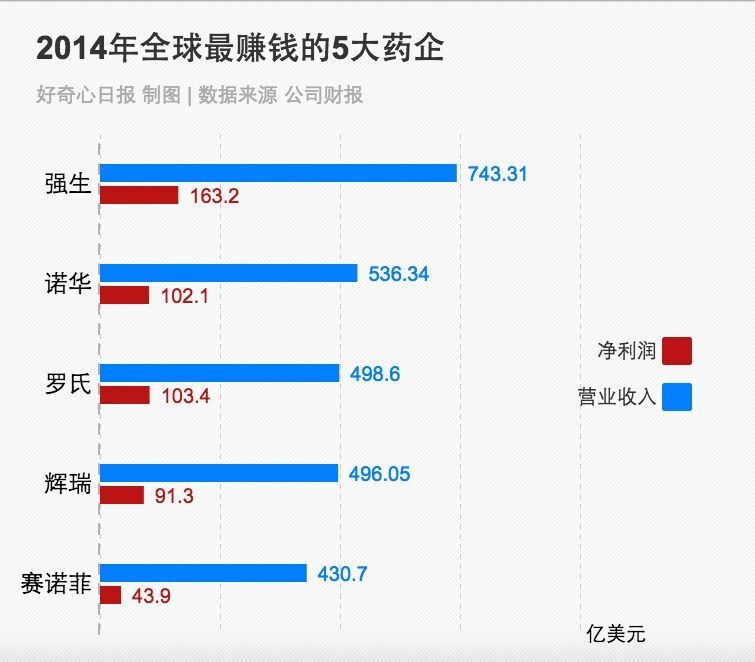 2014年全球最赚钱的5大药企
好奇心日报 制图 | 数据来源 公司财报
强生
743.31
163.2
诺华
536.34
102.1
净利润
罗氏
498.6
103.4
营业收入
辉瑞
496.05
91.3
赛诺菲
430.7
43.9
亿美元